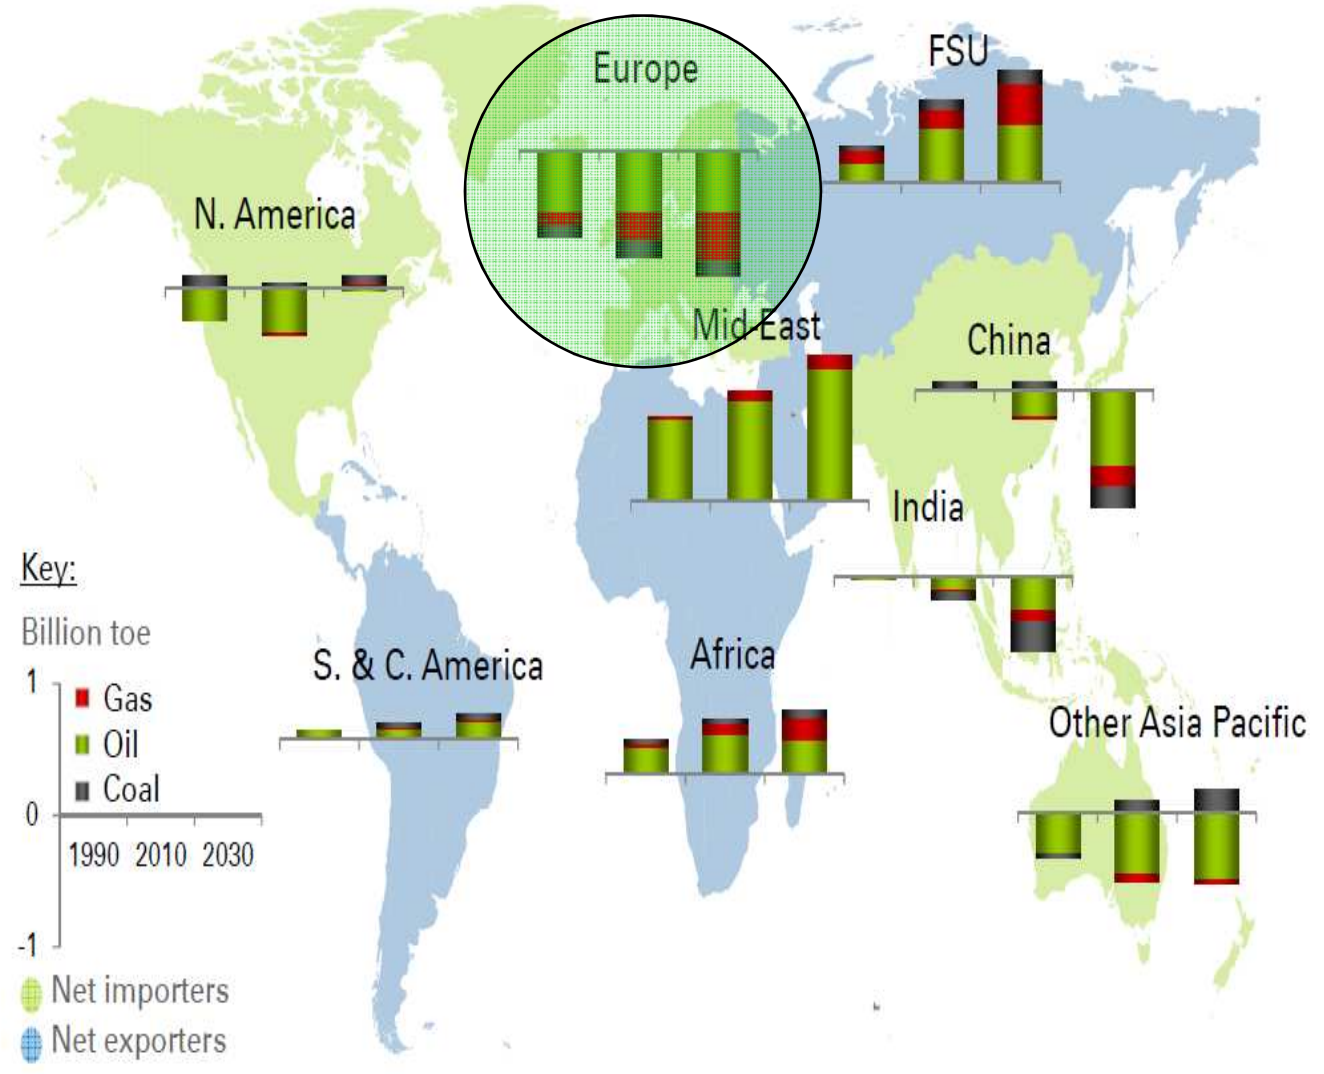 FSU
Europe
N. America
Mid-East
China
India
Key:
Billion toe
1
Gas
Oil
Coal
0
1990 2010 2030
-1
S. & C. America
Africa
Other Asia Pacific
Net importers
Net exporters